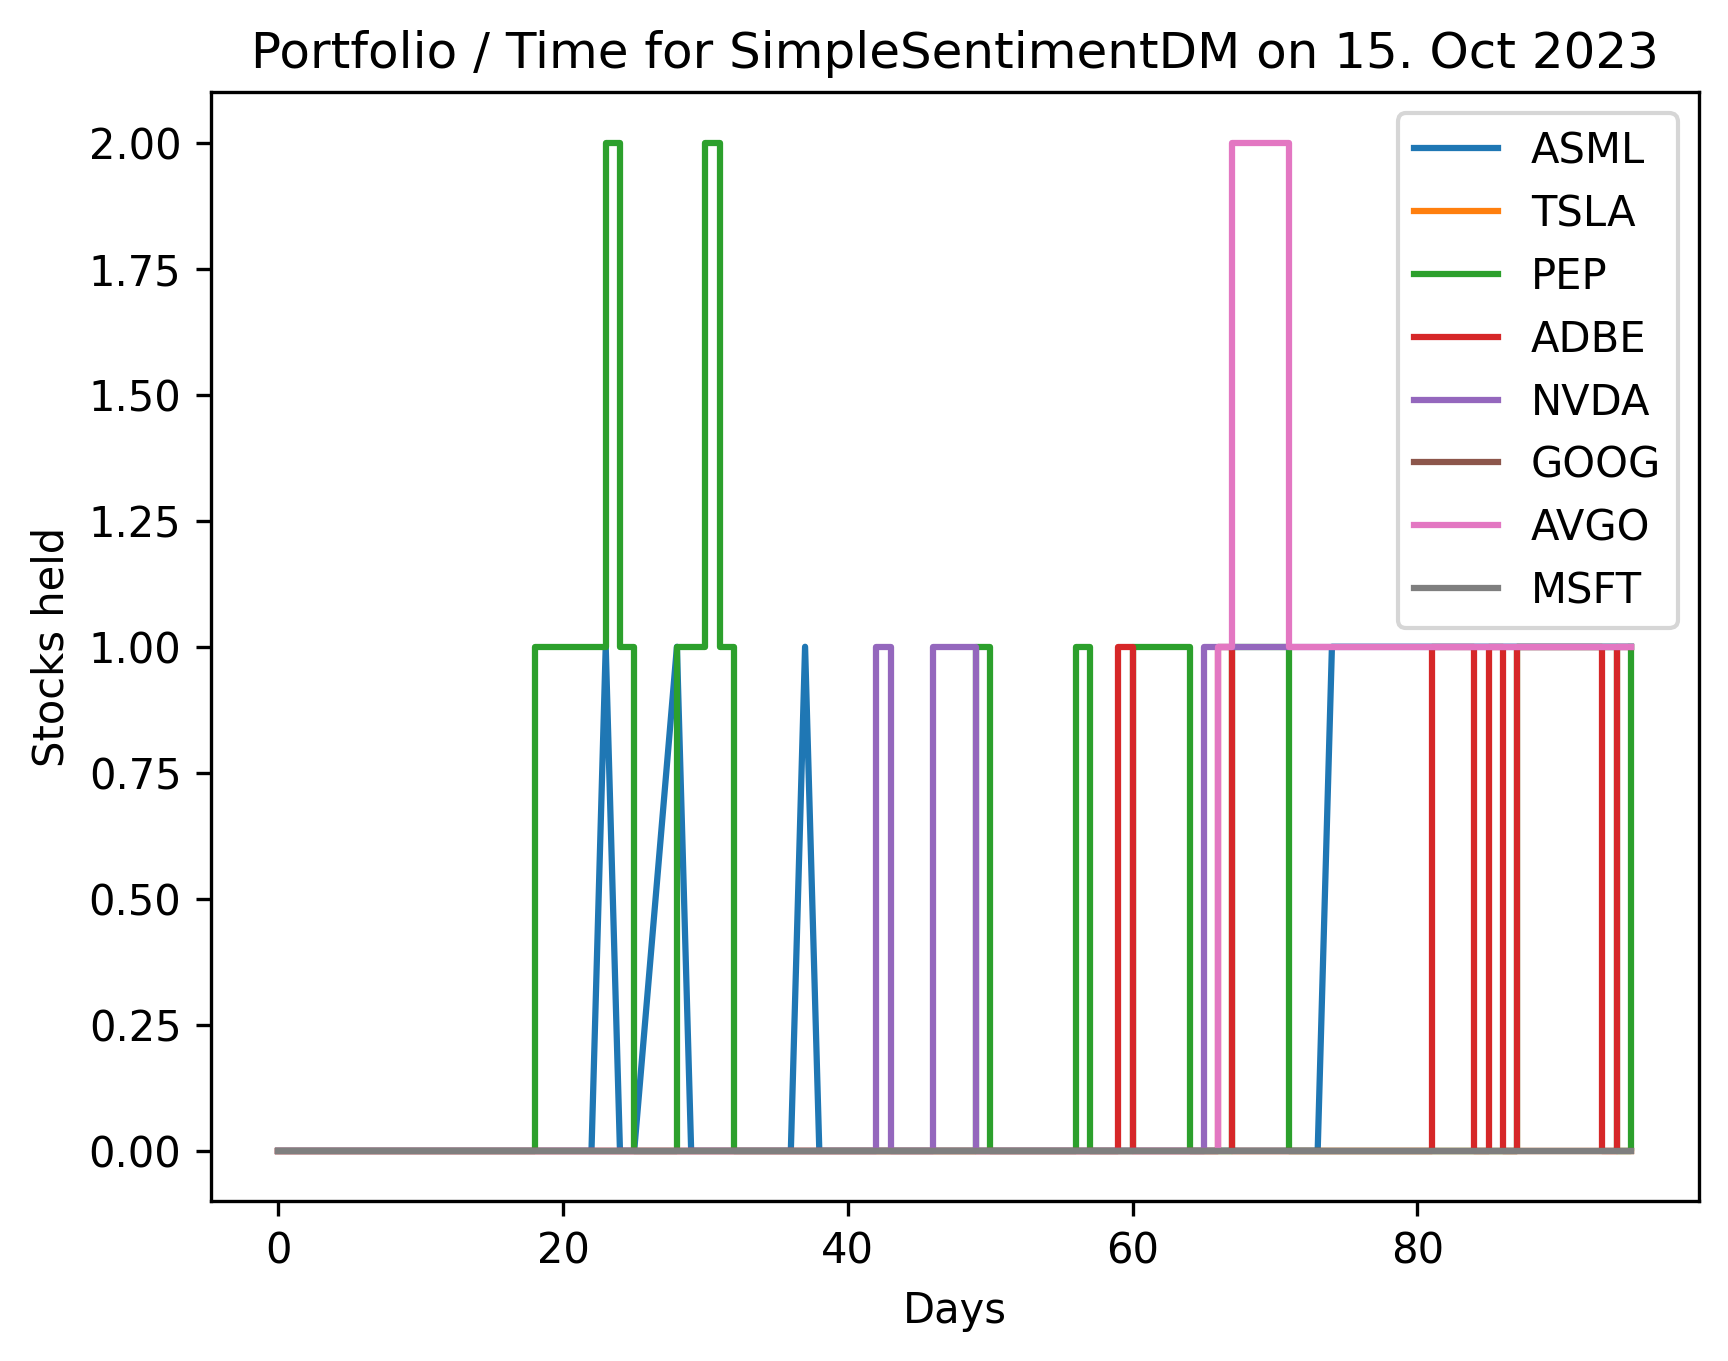 Portfolio / Time for SimpleSentimentDM on 15. Oct 2023
2.00
1.75
1.50
1.25
1.00
0.75
0.50
0.25
0.00
Stocks held
ASML
TSLA
PEP
ADBE
NVDA
GOOG
AVGO
MSFT
0 20 40 60 80
Days